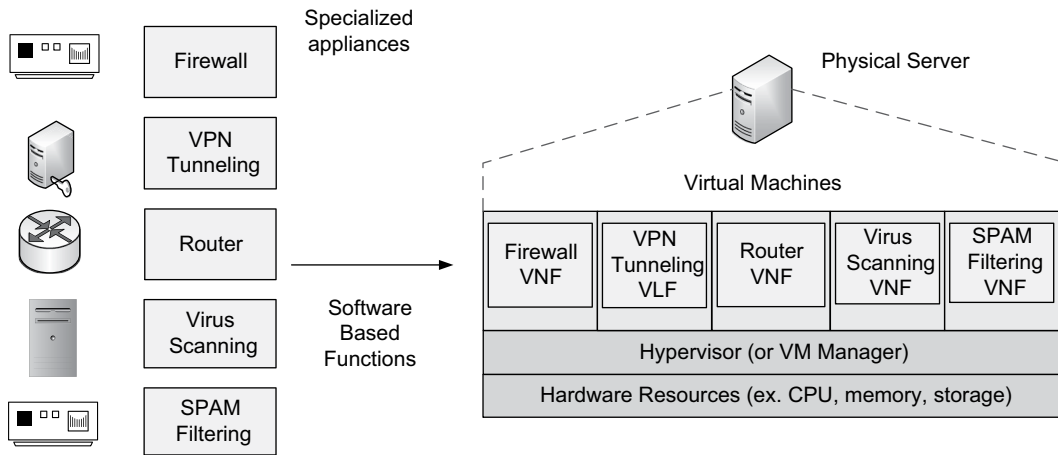 Specialized
appliances
Firewall
VPN
Tunneling
Router
Virus
Scanning
SPAM
Filtering
Software
Based
Functions
Physical Server
Virtual Machines
Firewall
VNF
VPN
Tunneling
VLF
Router
VNF
Virus
Scanning
VNF
SPAM
Filtering
VNF
Hypervisor (or VM Manager)
Hardware Resources (ex. CPU, memory, storage)